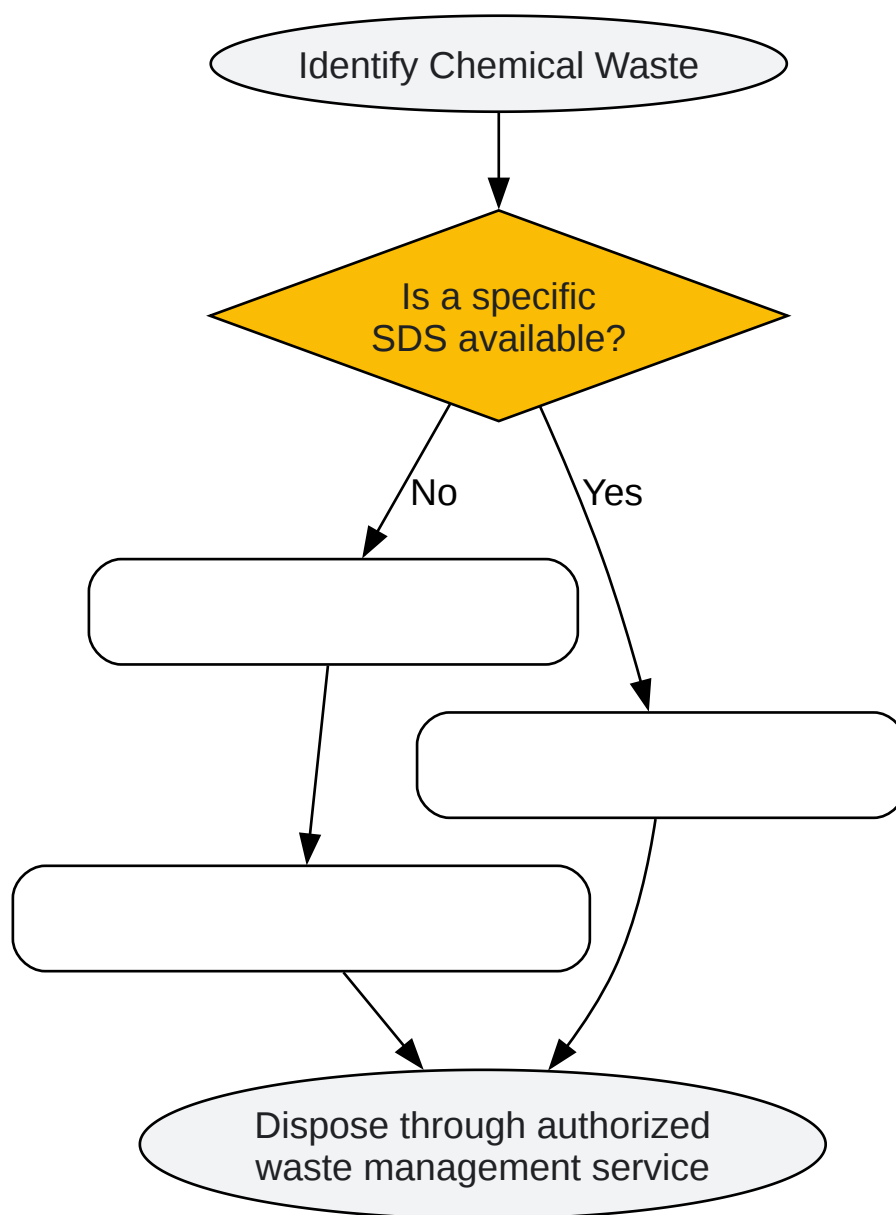 Identify Chemical Waste
Is a specific
SDS available?
No
Yes
Dispose through authorized
waste management service